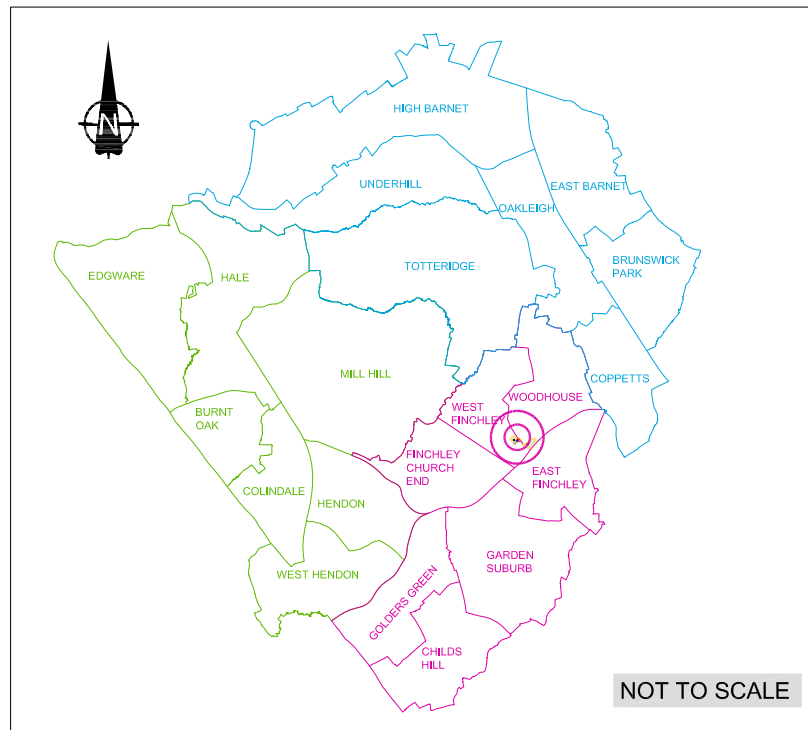 N
HIGH BARNET
UNDERHILL
EAST BARNET
OAKLEIGH
TOTTERIDGE
BRUNSWICK
PARK
EDGWARE
HALE
MILL HILL
COPPETTS
WOODHOUSE
WEST
FINCHLEY
BURNT
OAK
FINCHLEY
CHURCH
END
EAST
FINCHLEY
COLINDALE
HENDON
GARDEN
SUBURB
WEST HENDON
GOLDERS GREEN
CHILDS
HILL
NOT TO SCALE